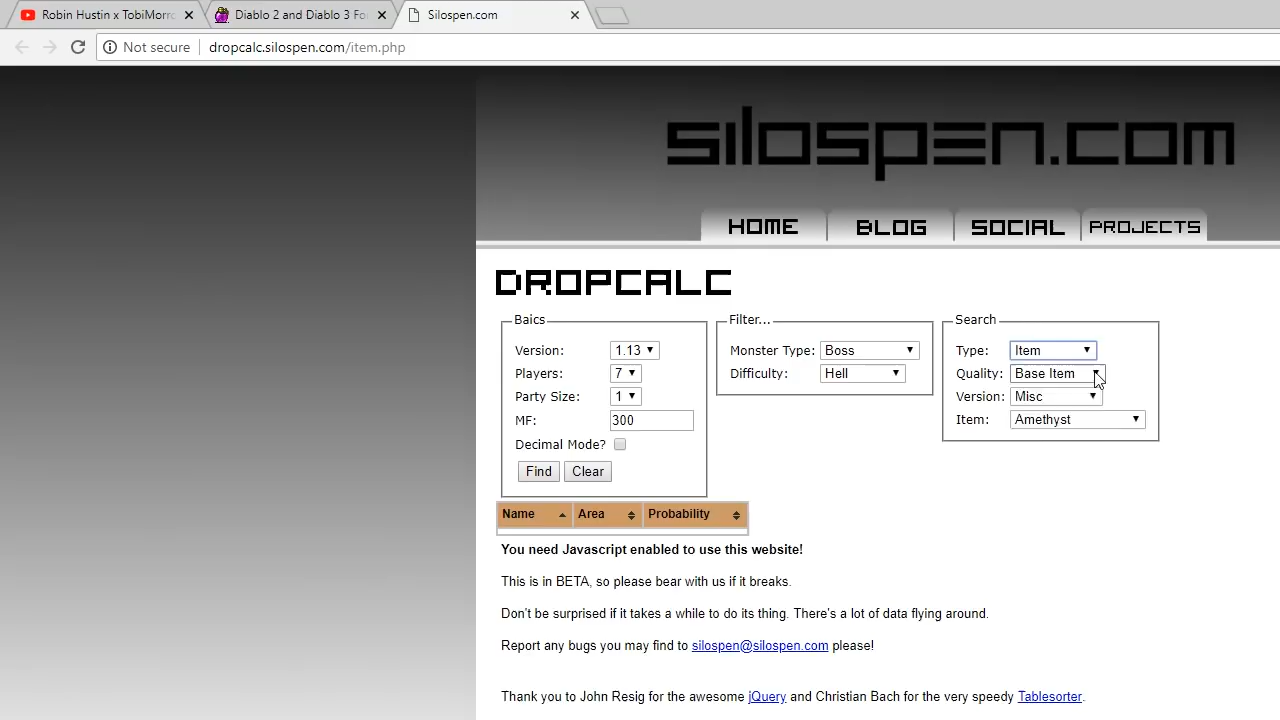 Robin Hustin x TobiMorro
Diablo 2 and Diablo 3 Fo
Silospen.com
Not secure dropcalc.silospen.com/item.php
silospen.com
HOME BLOG SOCIAL PROJECTS
DROPCALC
Baics
Version: 1.13
Players: 7
Party Size: 1
MF: 300
Decimal Mode?
Find Clear
Filter...
Monster Type: Boss
Difficulty: Hell
Search
Type: Item
Quality: Base Item
Version: Misc
Item: Amethyst
Name Area Probability
You need Javascript enabled to use this website!
This is in BETA, so please bear with us if it breaks.
Don't be surprised if it takes a while to do its thing. There's a lot of data flying around.
Report any bugs you may find to silospen@silospen.com please!
Thank you to John Resig for the awesome jQuery and Christian Bach for the very speedy Tablesorter.